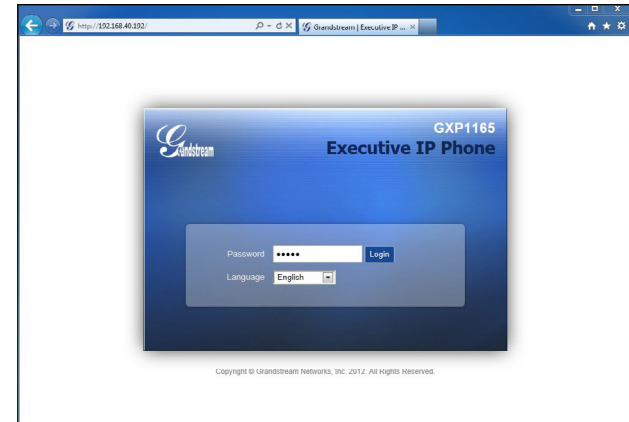 http://192.168.40.192/
Grandstream | Executive IP ...
Grandstream
GXP1165
Executive IP Phone
Password
Login
Language English
Copyright © Grandstream Networks, Inc. 2012. All Rights Reserved.